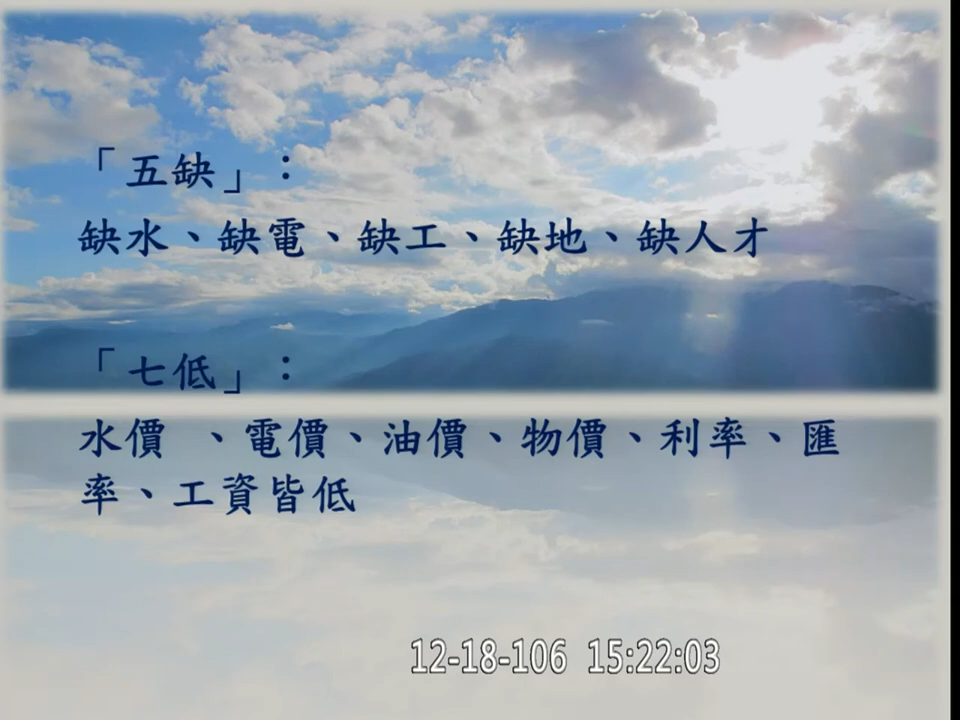 「五缺」：
缺水、缺電、缺工、缺地、缺人才
「七低」：
水價 、電價、油價、物價、利率、匯
率、工資皆低
12-18-106 15:22:03